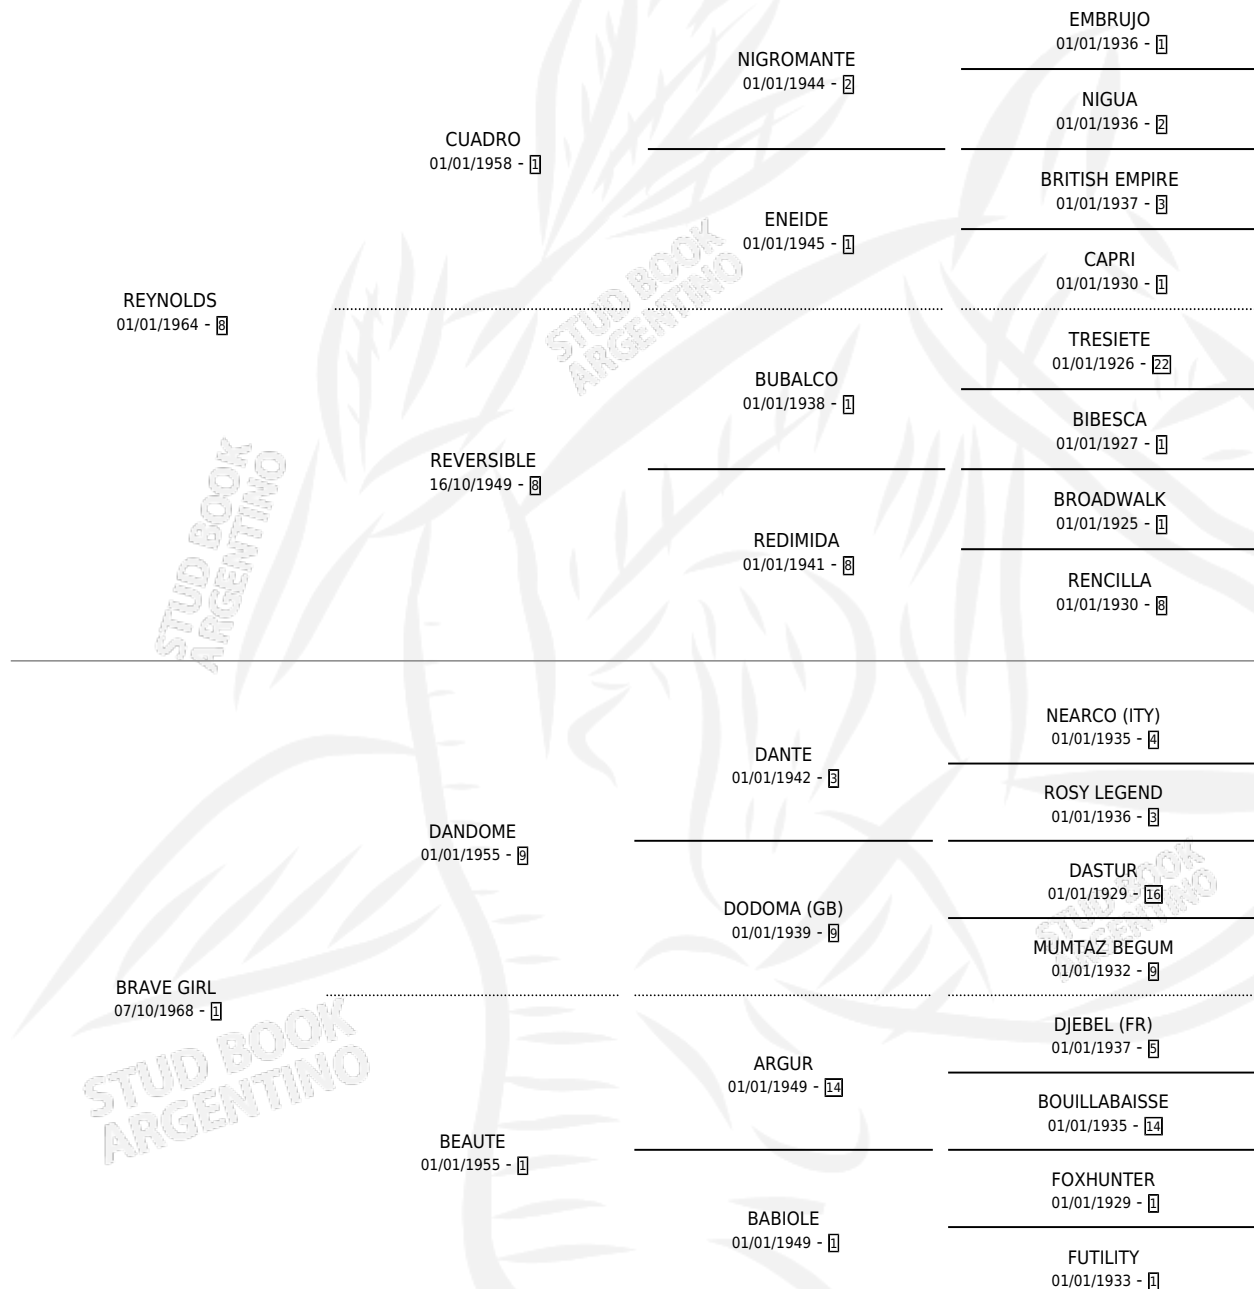 EMBRUJO
01/01/1936 - 1
NIGROMANTE
01/01/1944 - 2
NIGUA
01/01/1936 - 2
CUADRO
01/01/1958 - 1
BRITISH EMPIRE
01/01/1937 - 3
ENEIDE
01/01/1945 - 1
CAPRI
01/01/1930 - 1
REYNOLDS
01/01/1964 - 8
TRESIETE
01/01/1926 - 22
BUBALCO
01/01/1938 - 1
BIBESCA
01/01/1927 - 1
REVERSIBLE
16/10/1949 - 8
BROADWALK
01/01/1925 - 1
REDIMIDA
01/01/1941 - 8
RENCILLA
01/01/1930 - 8
STUD BOOK
ARGENTINO
STUD BOOK
ARGENTINO
NEARCO (ITY)
01/01/1935 - 4
DANTE
01/01/1942 - 3
ROSY LEGEND
01/01/1936 - 3
DANDOME
01/01/1955 - 9
DASTUR
01/01/1929 - 16
DODOMA (GB)
01/01/1939 - 9
MUMTAZ BEGUM
01/01/1932 - 9
BRAVE GIRL
07/10/1968 - 1
DJEBEL (FR)
01/01/1937 - 5
ARGUR
01/01/1949 - 14
BOUILLABAISSE
01/01/1935 - 14
BEAUTE
01/01/1955 - 1
FOXHUNTER
01/01/1929 - 1
BABIOLE
01/01/1949 - 1
FUTILITY
01/01/1933 - 1
STUD BOOK
ARGENTINO
STUD BOOK
ARGENTINO